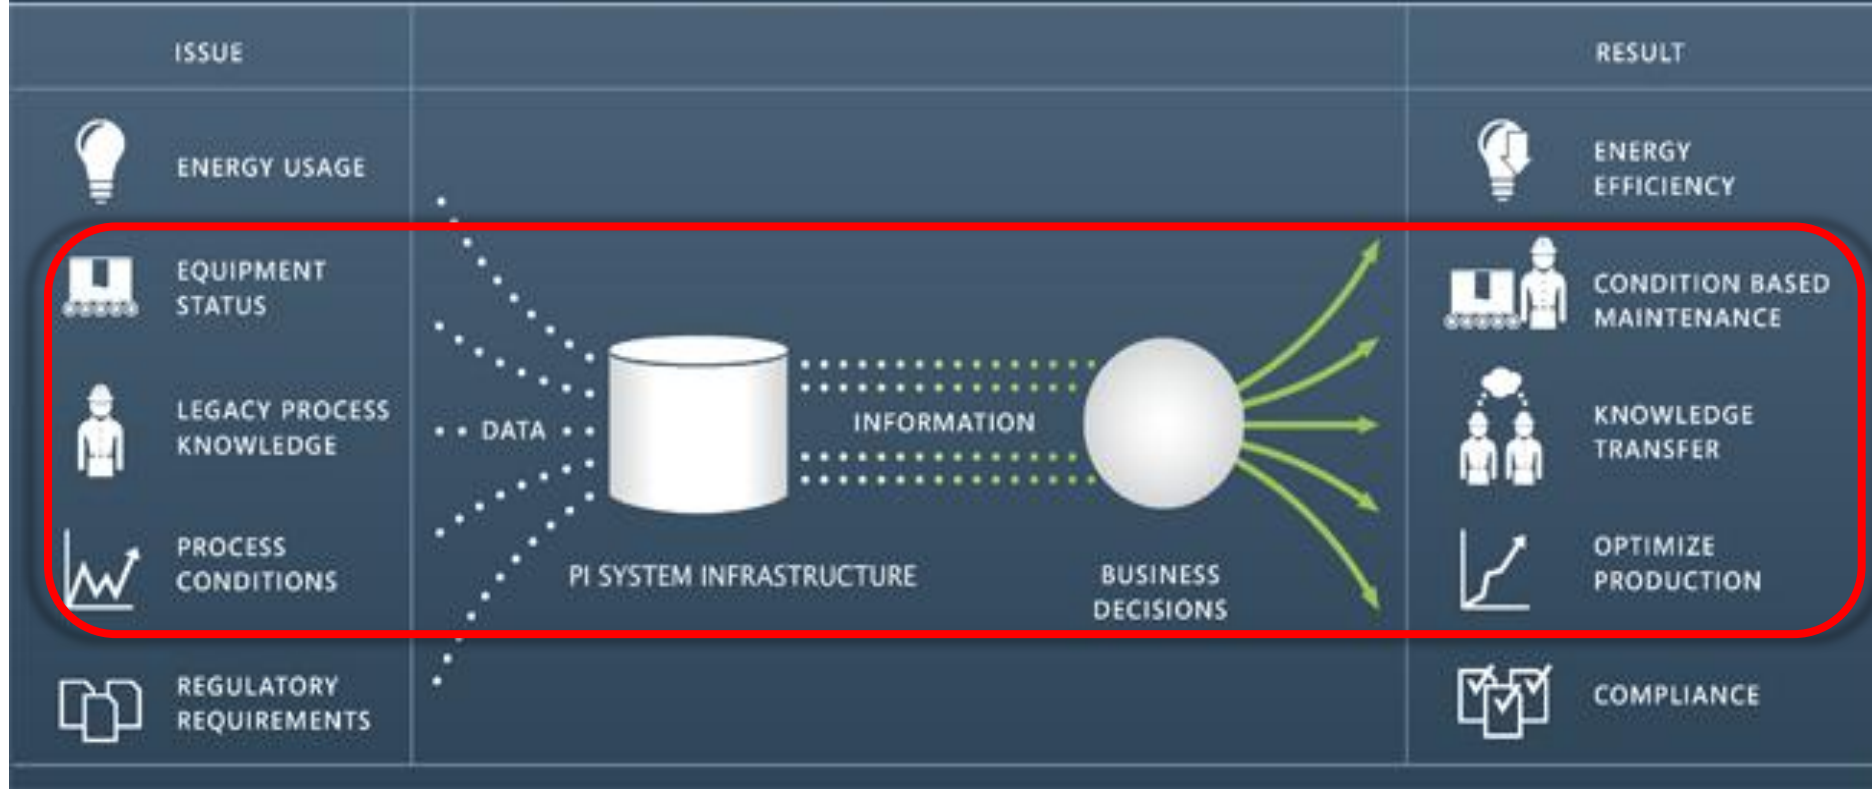 ISSUE
RESULT
ENERGY USAGE
ENERGY
EFFICIENCY
EQUIPMENT
STATUS
CONDITION BASED
MAINTENANCE
LEGACY PROCESS
KNOWLEDGE
DATA
INFORMATION
KNOWLEDGE
TRANSFER
PROCESS
CONDITIONS
PI SYSTEM INFRASTRUCTURE
BUSINESS
DECISIONS
OPTIMIZE
PRODUCTION
REGULATORY
REQUIREMENTS
COMPLIANCE